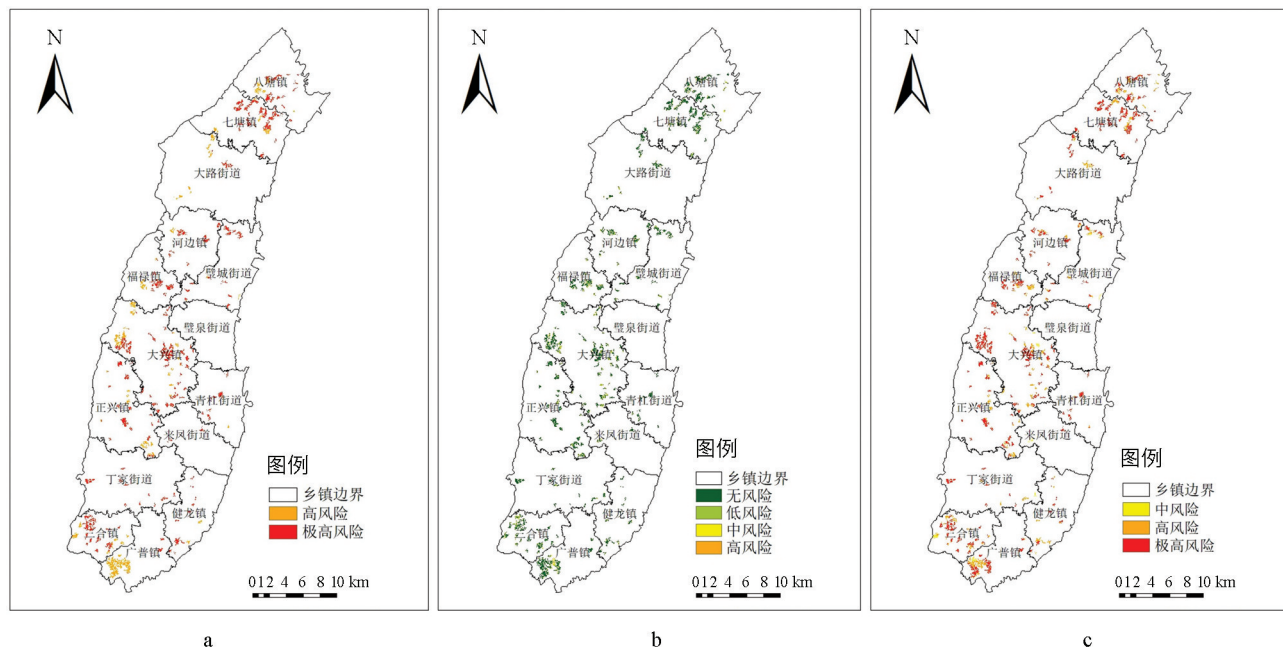 N
八塘镇
七塘镇
大路街道
河边镇
福禄镇
璧城街道
璧泉街道
大兴镇
正兴镇
青杠街道
来凤街道
丁家街道
健龙镇
三合镇
广普镇
图例
乡镇边界
高风险
极高风险
0 1 2 4 6 8 10 km
a
N
八塘镇
七塘镇
大路街道
河边镇
福禄镇
璧城街道
璧泉街道
大兴镇
正兴镇
青杠街道
来凤街道
丁家街道
健龙镇
三合镇
广普镇
图例
乡镇边界
无风险
低风险
中风险
高风险
0 1 2 4 6 8 10 km
b
N
八塘镇
七塘镇
大路街道
河边镇
福禄镇
璧城街道
璧泉街道
大兴镇
正兴镇
青杠街道
来凤街道
丁家街道
健龙镇
三合镇
广普镇
图例
乡镇边界
中风险
高风险
极高风险
0 1 2 4 6 8 10 km
c